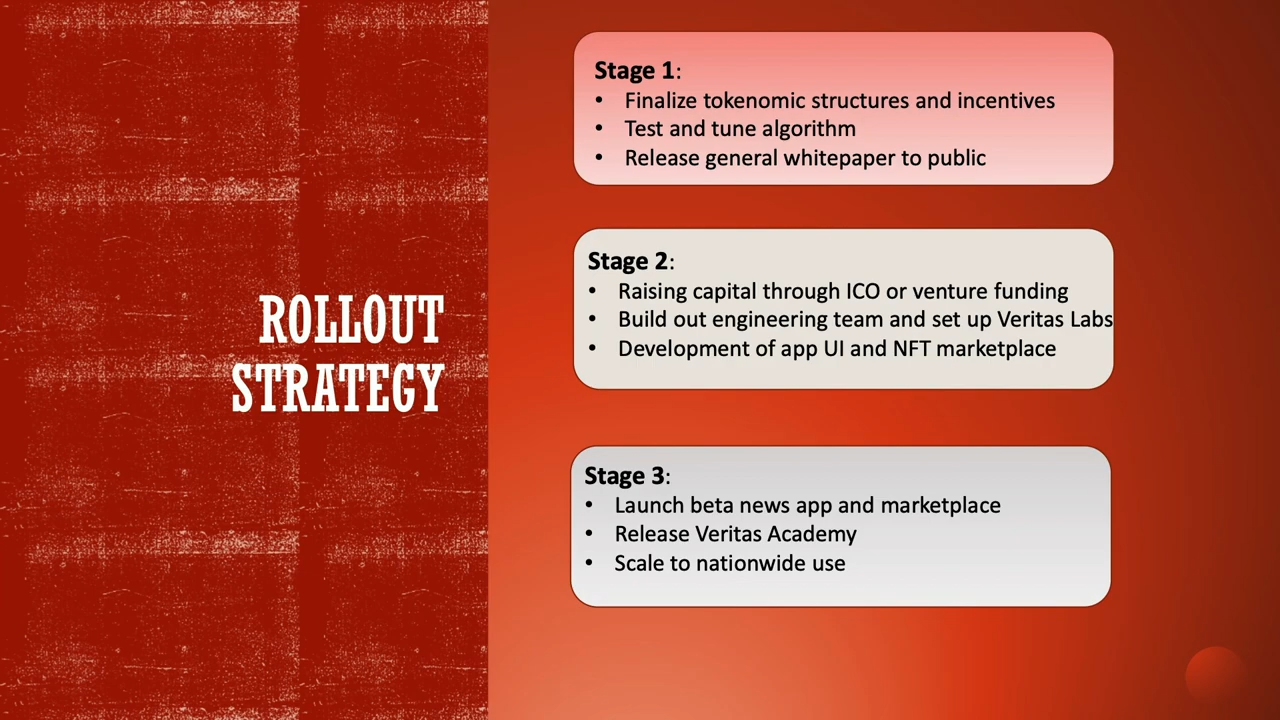 ROLLOUT
STRATEGY
Stage 1:
• Finalize tokenomic structures and incentives
• Test and tune algorithm
• Release general whitepaper to public
Stage 2:
• Raising capital through ICO or venture funding
• Build out engineering team and set up Veritas Labs
• Development of app UI and NFT marketplace
Stage 3:
• Launch beta news app and marketplace
• Release Veritas Academy
• Scale to nationwide use